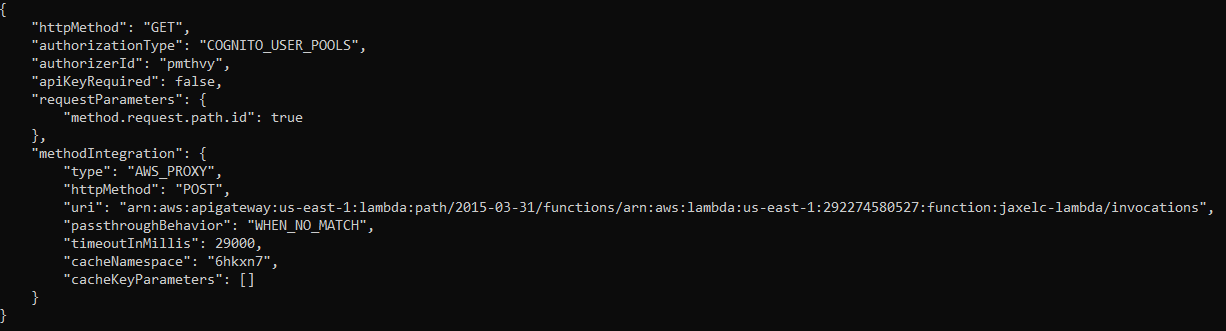 {
    "httpMethod": "GET",
    "authorizationType": "COGNITO_USER_POOLS",
    "authorizerId": "pmthvy",
    "apiKeyRequired": false,
    "requestParameters": {
        "method.request.path.id": true
    },
    "methodIntegration": {
        "type": "AWS_PROXY",
        "httpMethod": "POST",
        "uri": "arn:aws:apigateway:us-east-1:lambda:path/2015-03-31/functions/arn:aws:lambda:us-east-1:292274580527:function:jaxelc-lambda/invocations",
        "passthroughBehavior": "WHEN_NO_MATCH",
        "timeoutInMillis": 29000,
        "cacheNamespace": "6hkxn7",
        "cacheKeyParameters": []
    }
}